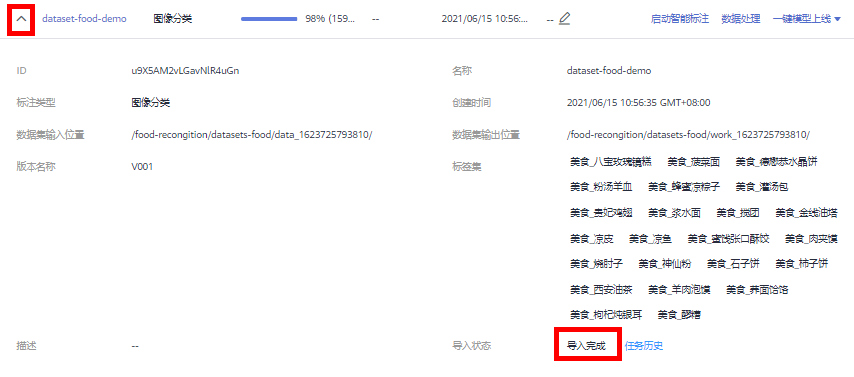 dataset-food-demo 图像分类 98% (159... -- 2021/06/15 10:56:... -- 启动智能标注 数据处理 一键模型上线
ID u9X5AM2vLGavNlR4uGn 名称 dataset-food-demo
标注类型 图像分类 创建时间 2021/06/15 10:56:35 GMT+08:00
数据集输入位置 /food-recongition/datasets-food/data_1623725793810/ 数据集输出位置 /food-recongition/datasets-food/work_1623725793810/
版本名称 V001 标签集 美食_八宝玫瑰镜糕 美食_菠菜面 美食_德懋恭水晶饼
美食_粉汤羊血 美食_蜂蜜凉粽子 美食_灌汤包
美食_贵妃鸡翅 美食_浆水面 美食_搅团 美食_金线油塔
美食_凉皮 美食_凉鱼 美食_蜜饯张口酥饺 美食_肉夹馍
美食_烧肘子 美食_神仙粉 美食_石子饼 美食_柿子饼
美食_西安油茶 美食_羊肉泡馍 美食_荞面饸饹
美食_枸杞炖银耳 美食_醪糟
描述 -- 导入状态 导入完成 任务历史